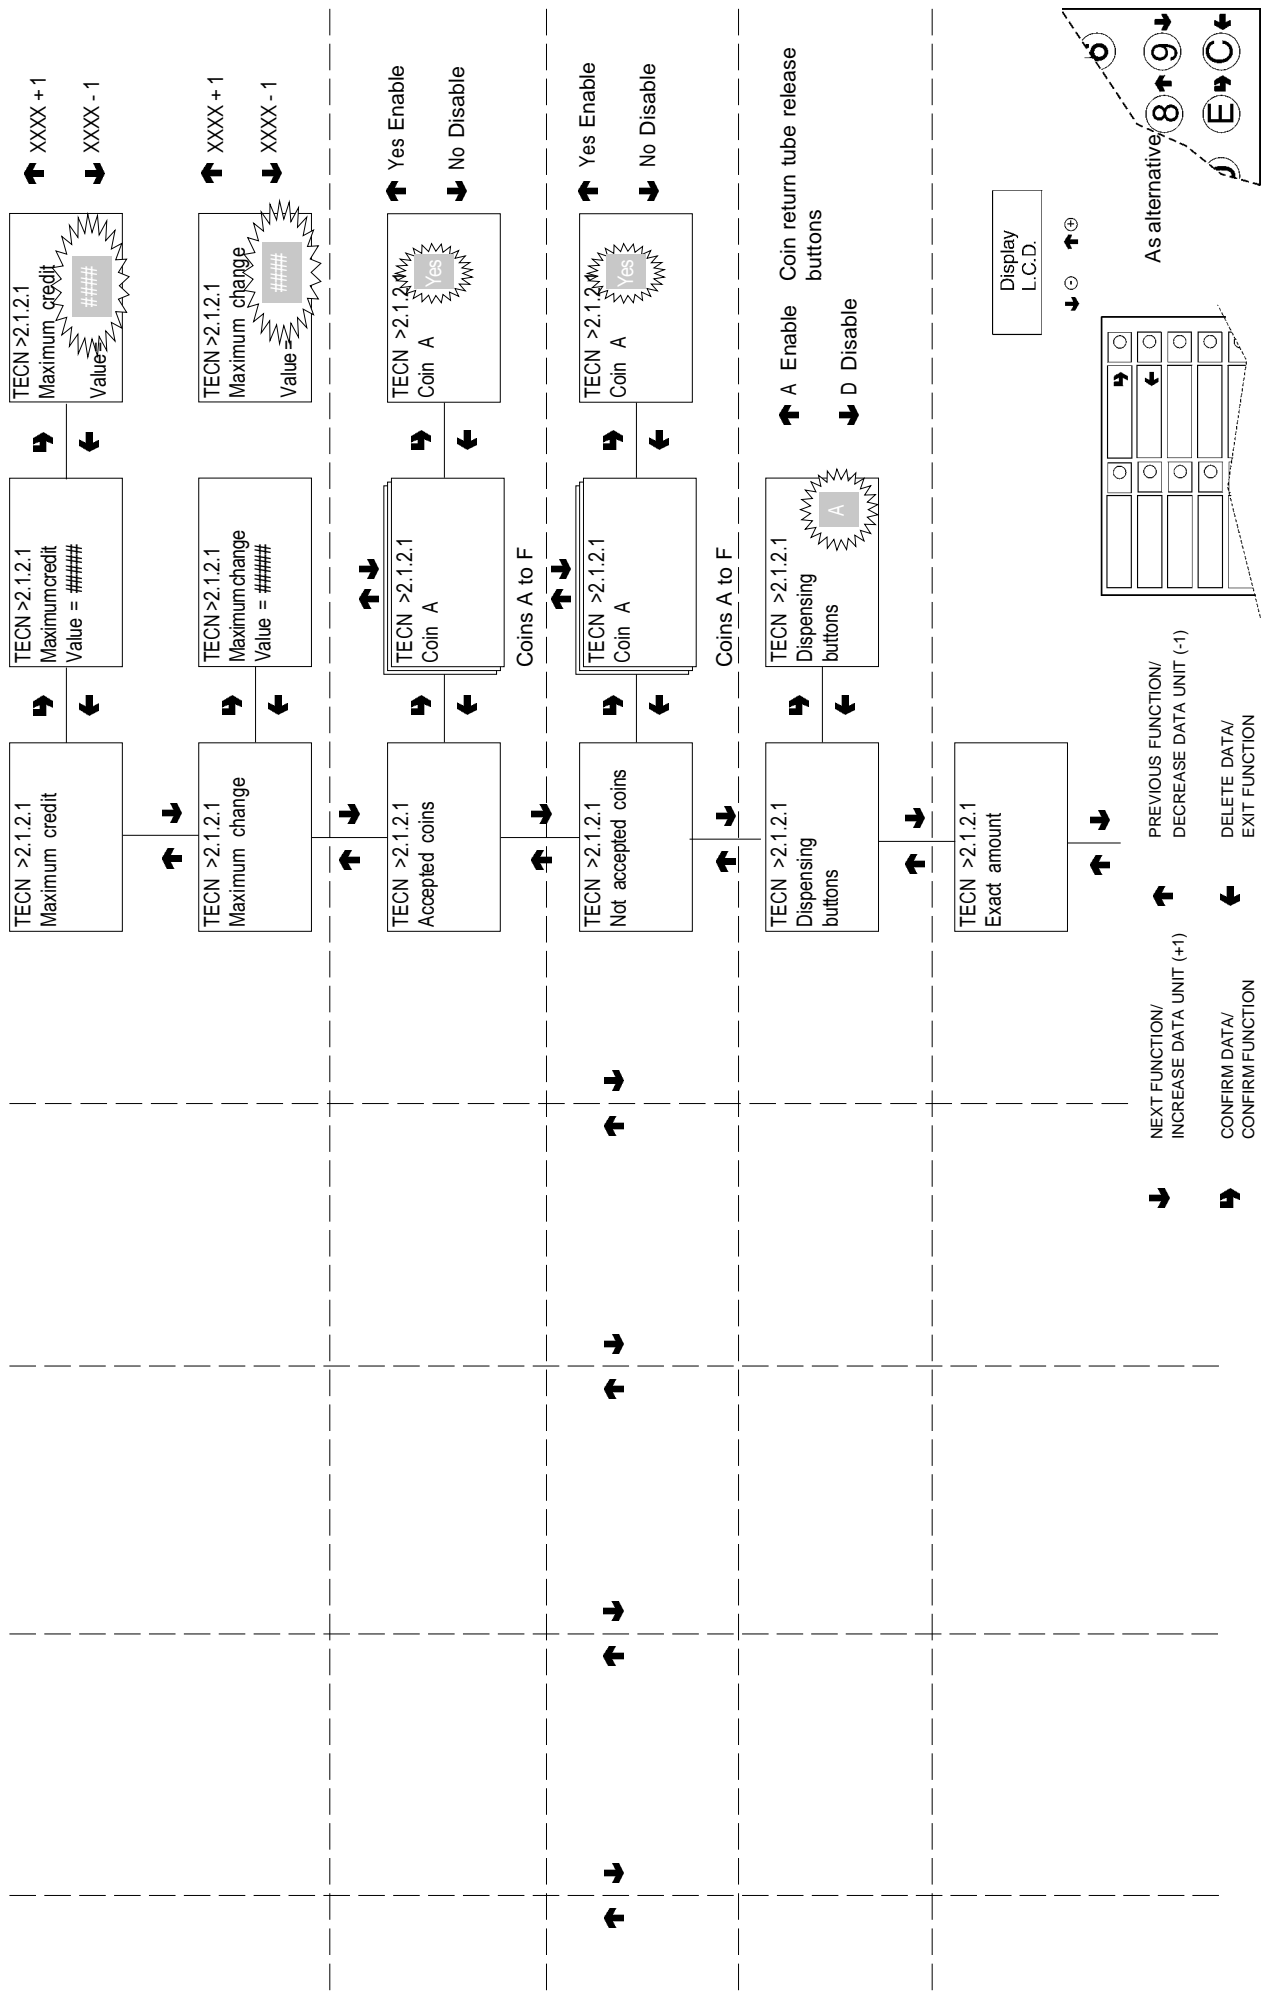 TECN >2.1.2.1
Maximum credit
TECN >2.1.2.1
Maximum credit
Value = #####
TECN >2.1.2.1
Maximum credit
Value =
####
XXXX + 1
XXXX - 1
TECN >2.1.2.1
Maximum change
TECN >2.1.2.1
Maximum change
Value = #####
TECN >2.1.2.1
Maximum change
Value =
####
XXXX + 1
XXXX - 1
TECN >2.1.2.1
Accepted coins
TECN >2.1.2.1
Coin A
Coins A to F
TECN >2.1.2.1
Coin A
Yes
Yes Enable
No Disable
TECN >2.1.2.1
Not accepted coins
TECN >2.1.2.1
Coin A
Coins A to F
TECN >2.1.2.1
Coin A
Yes
Yes Enable
No Disable
TECN >2.1.2.1
Dispensing
buttons
TECN >2.1.2.1
Dispensing
buttons
A
A Enable Coin return tube release
buttons
D Disable
TECN >2.1.2.1
Exact amount
Display
L.C.D.
- +
As alternative
8 9
E C
NEXT FUNCTION/
INCREASE DATA UNIT (+1)
PREVIOUS FUNCTION/
DECREASE DATA UNIT (-1)
CONFIRM DATA/
CONFIRM FUNCTION
DELETE DATA/
EXIT FUNCTION